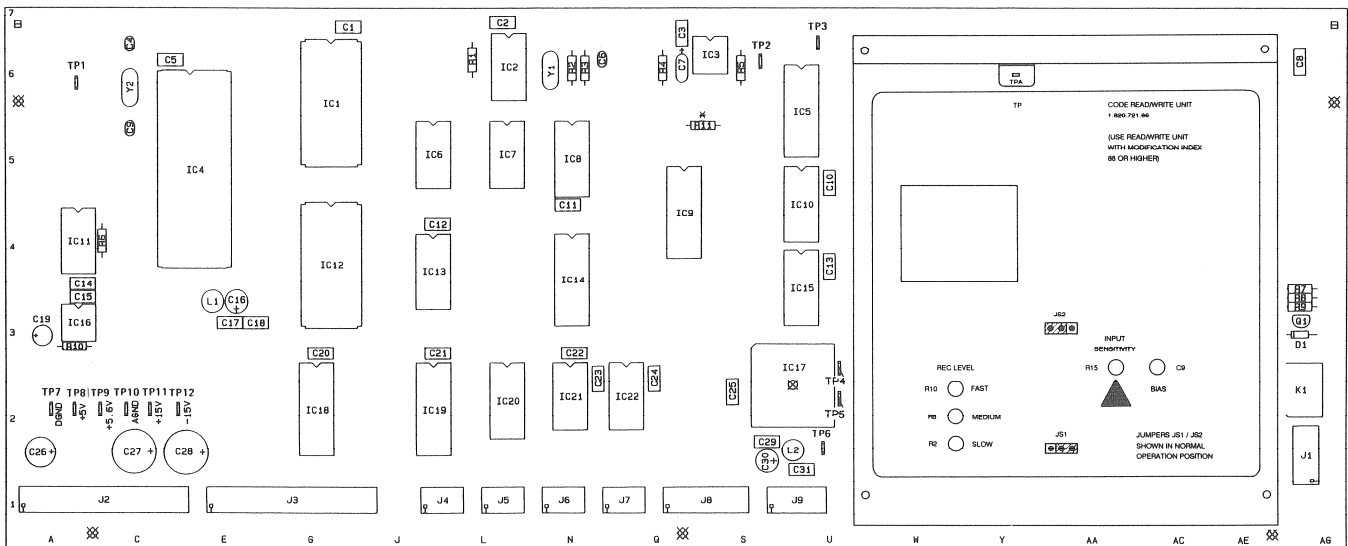 7
C1
C2
TP3
C4
C3
C5
R1
IC3
TP2
C6
R2
R3
R4
C7
R5
C8
TP1
6
Y2
IC2
Y1
TPA
IC1
TP
CODE READ/WRITE UNIT
1.820.721.86
IC5
C9
R11
(USE READ/WRITE UNIT
WITH MODIFICATION INDEX
86 OR HIGHER)
5
IC4
IC6
IC7
IC8
C10
C11
IC9
IC10
4
IC11
R6
C12
IC12
IC13
IC14
C13
C14
C15
IC15
L1
C16
R7
R8
R9
C19
IC16
C17
C18
JS2
Q1
3
R10
D1
INPUT
SENSITIVITY
C20
C21
C22
IC17
REC LEVEL
R15
C9
BIAS
K1
TP4
C23
C24
C25
R10
FAST
TP7
TP8
TP9
TP10
TP11
TP12
DGND
+5V
+5.6V
AGND
+15V
-15V
IC18
IC19
IC20
IC21
IC22
TP5
2
R6
MEDIUM
TP6
JS1
JUMPERS JS1 / JS2
SHOWN IN NORMAL
OPERATION POSITION
C26
C27
C28
C29
L2
R2
SLOW
C30
C31
J1
1
J2
J3
J4
J5
J6
J7
J8
J9
A
C
E
G
J
L
N
Q
S
U
W
Y
AA
AC
AE
AG